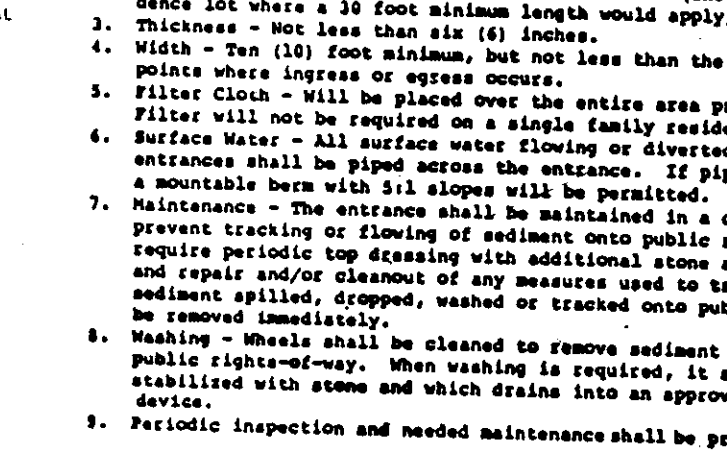 AL
dence lot where a 30 foot minimum length would apply
3. Thickness - Not less than six (6) inches.
4. Width - Ten (10) foot minimum, but not less than the
points where ingress or egress occurs.
5. Filter Cloth - Will be placed over the entire area
Filter will not be required on a single family
6. Surface Water - All surface water flowing or diverted
entrances shall be piped across the entrance. If
a mountable berm with 5:1 slopes will be permitted.
7. Maintenance - The entrance shall be maintained in a
prevent tracking or flowing of sediment onto public
require periodic top dressing with additional stone
and repair and/or cleanout of any measures used to
sediment spilled, dropped, washed or tracked onto
be removed immediately.
8. Washing - Wheels shall be cleaned to remove sediment
public rights-of-way. When washing is required, it
stabilized with stone and which drains into an
device.
9. Periodic inspection and needed maintenance shall be